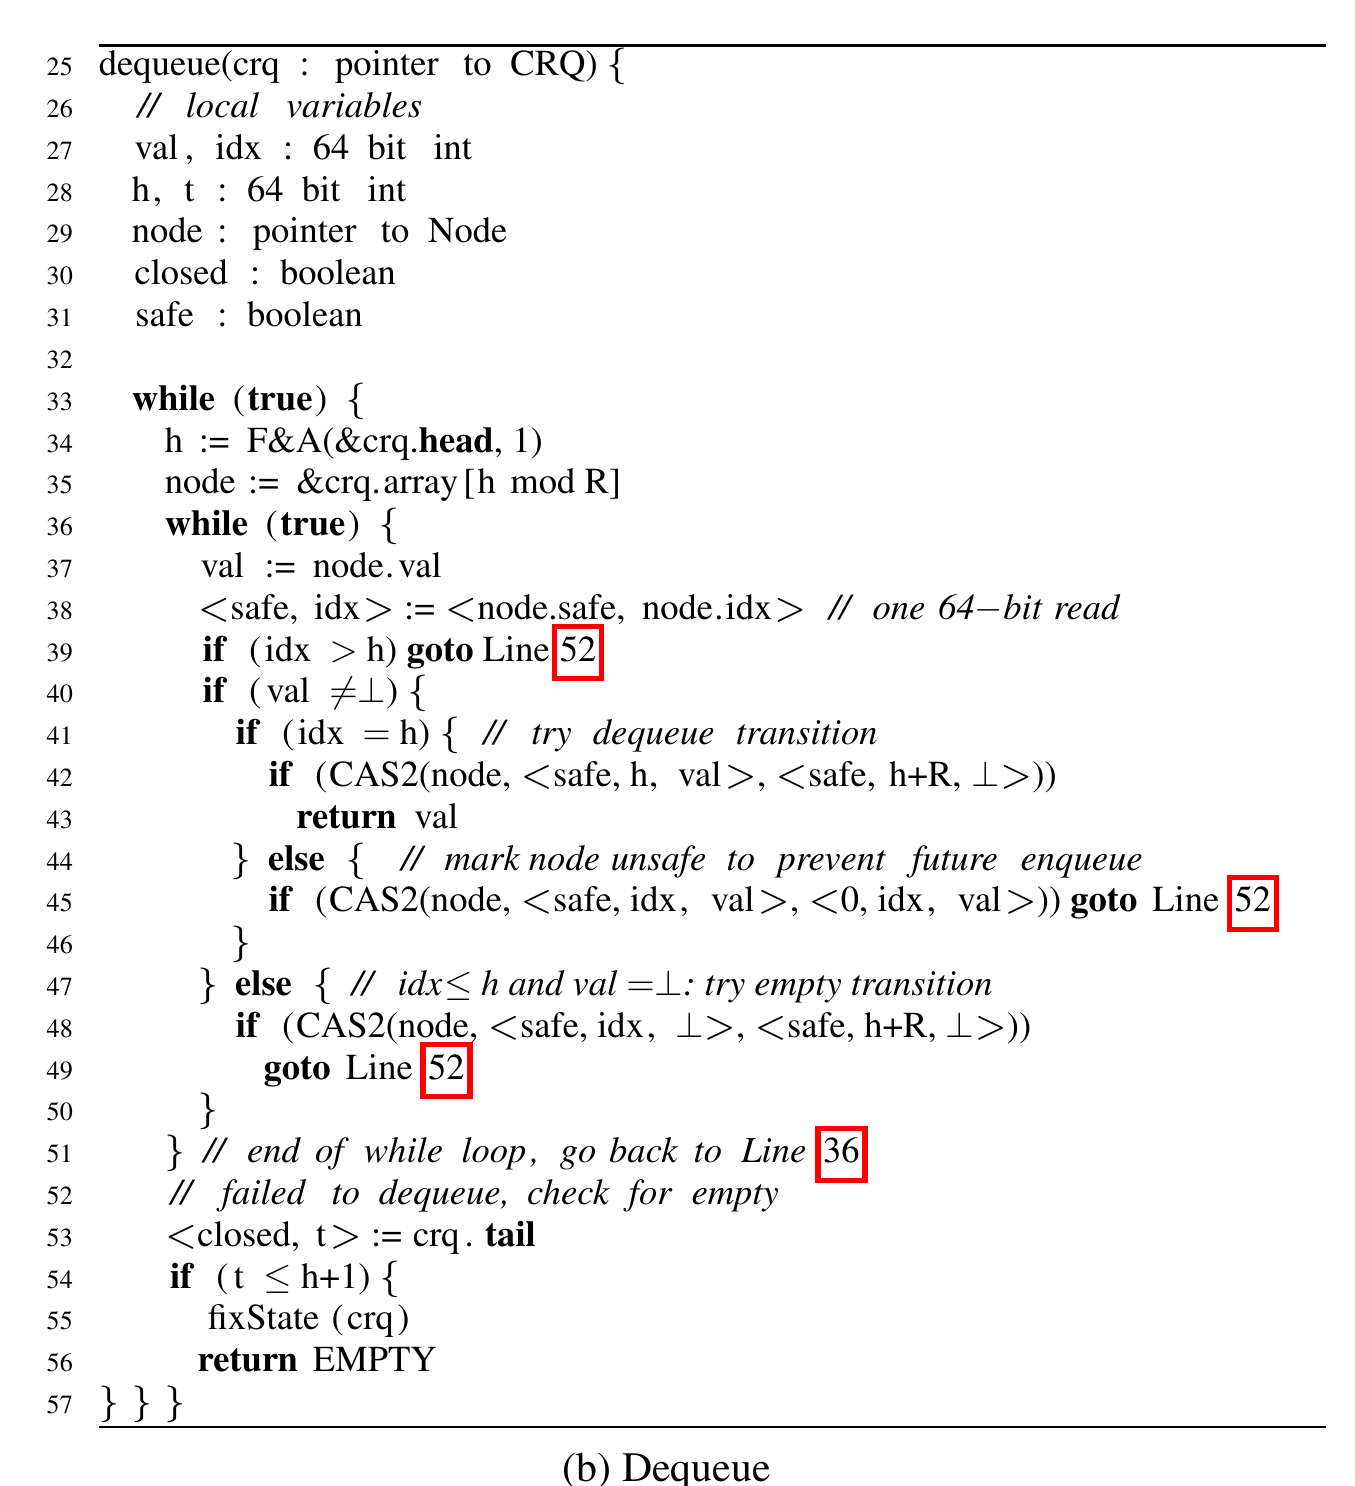 25 dequeue(crq : pointer to CRQ) {
26 // local variables
27 val, idx : 64 bit int
28 h, t : 64 bit int
29 node : pointer to Node
30 closed : boolean
31 safe : boolean
32
33 while (true) {
34 h := F&A(&crq.head, 1)
35 node := &crq.array[h mod R]
36 while (true) {
37 val := node.val
38 <safe, idx> := <node.safe, node.idx> // one 64−bit read
39 if (idx > h) goto Line 52
40 if (val ≠⊥) {
41 if (idx = h) { // try dequeue transition
42 if (CAS2(node, <safe, h, val>, <safe, h+R, ⊥>))
43 return val
44 } else { // mark node unsafe to prevent future enqueue
45 if (CAS2(node, <safe, idx, val>, <0, idx, val>)) goto Line 52
46 }
47 } else { // idx≤ h and val =⊥: try empty transition
48 if (CAS2(node, <safe, idx, ⊥>, <safe, h+R, ⊥>))
49 goto Line 52
50 }
51 } // end of while loop, go back to Line 36
52 // failed to dequeue, check for empty
53 <closed, t> := crq.tail
54 if (t ≤ h+1) {
55 fixState(crq)
56 return EMPTY
57 } } }
(b) Dequeue